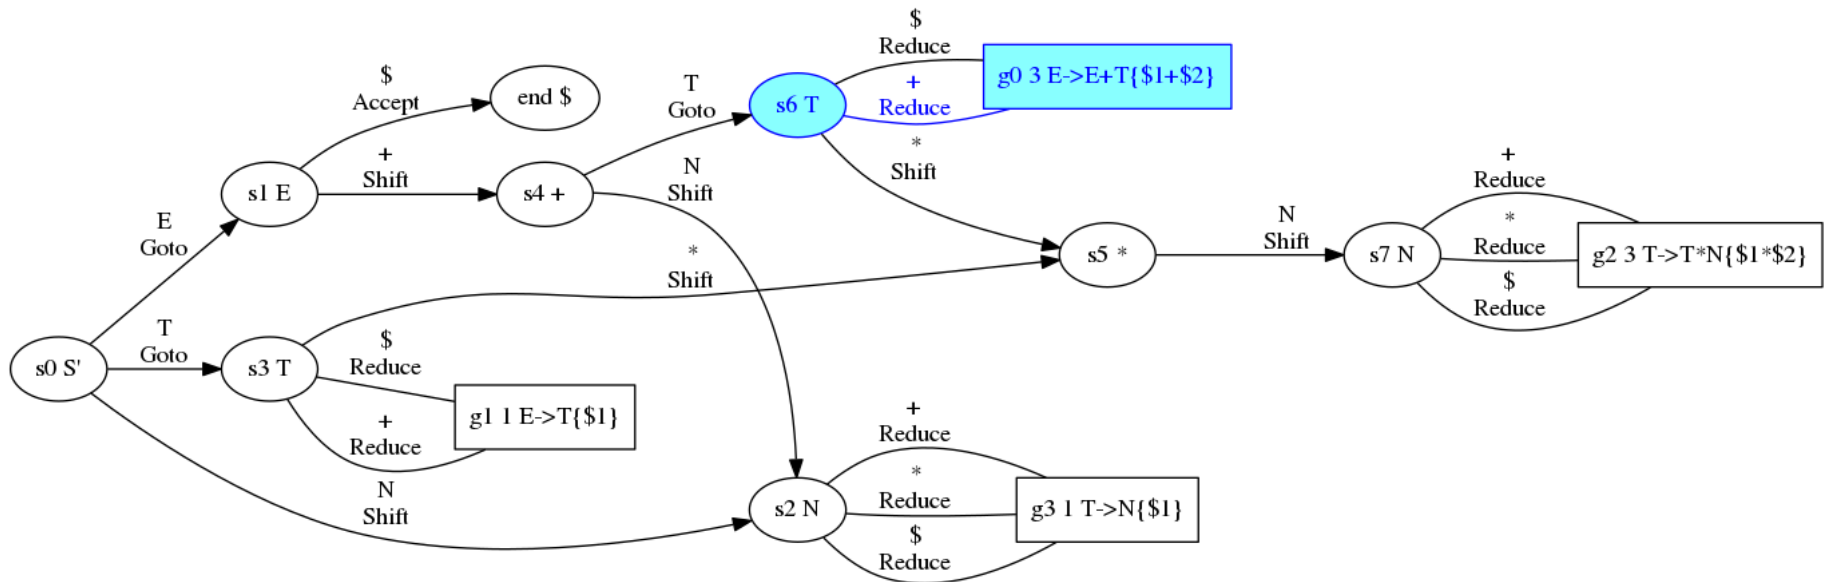 $
Reduce
g0 3 E->E+T{$1+$2}
+
Reduce
s6 T
*
Shift
$
Accept
end $
T
Goto
+
Shift
s1 E
s4 +
N
Shift
E
Goto
*
Shift
s5 *
N
Shift
s7 N
+
Reduce
*
Reduce
$
Reduce
g2 3 T->T*N{$1*$2}
s0 S'
T
Goto
s3 T
$
Reduce
g1 1 E->T{$1}
+
Reduce
N
Shift
s2 N
+
Reduce
*
Reduce
$
Reduce
g3 1 T->N{$1}